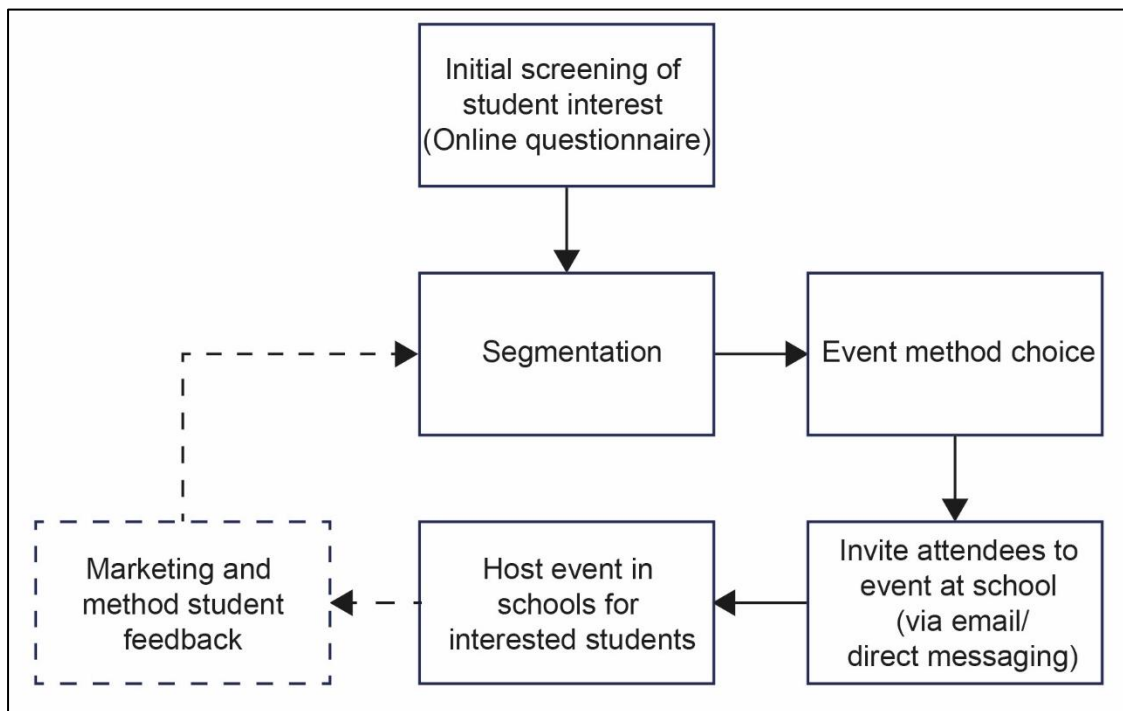 Initial screening of
student interest
(Online questionnaire)
Segmentation
Event method choice
Marketing and
method student
feedback
Host event in
schools for
interested students
Invite attendees to
event at school
(via email/
direct messaging)